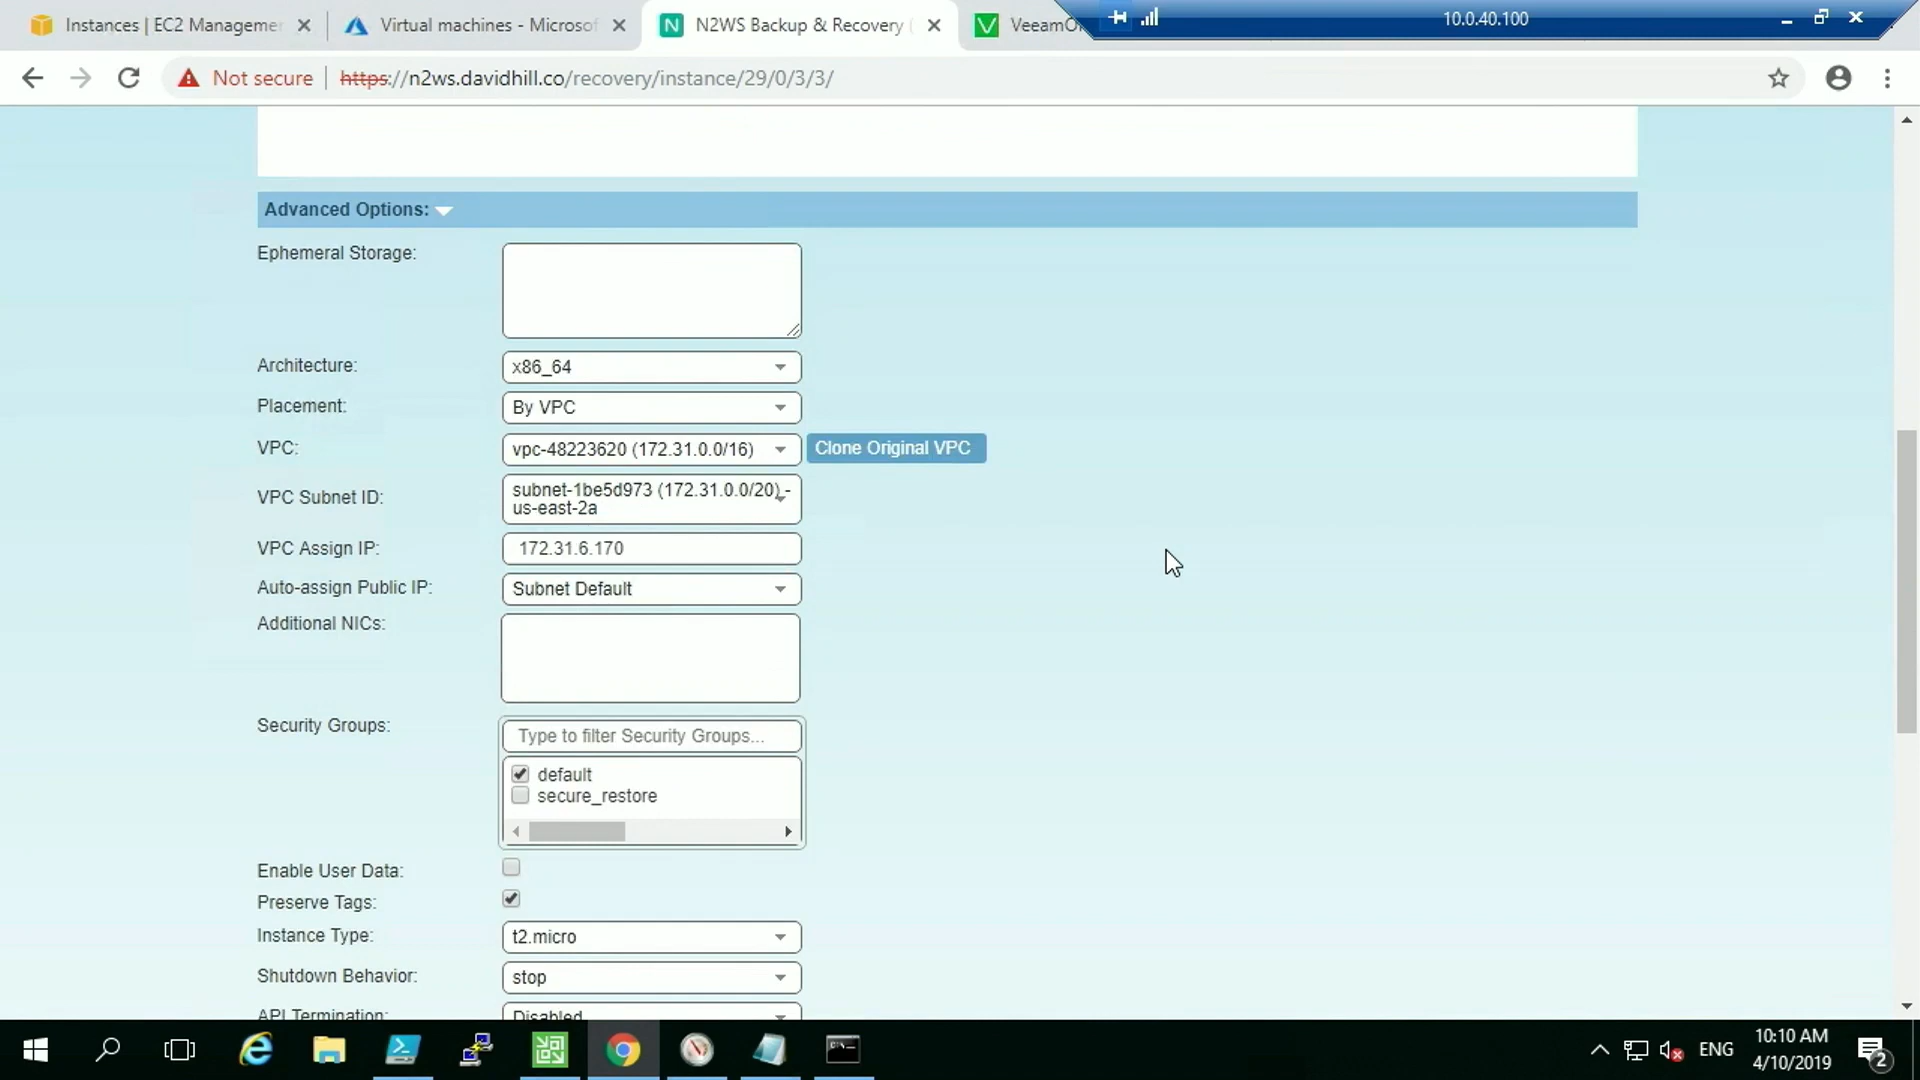 Instances | EC2 Managemen
Virtual machines - Microsof
N2WS Backup & Recovery (
VeeamO
10.0.40.100
Not secure
https://n2ws.davidhill.co/recovery/instance/29/0/3/3/
Advanced Options:
Ephemeral Storage:
Architecture:
x86_64
Placement:
By VPC
VPC:
vpc-48223620 (172.31.0.0/16)
Clone Original VPC
VPC Subnet ID:
subnet-1be5d973 (172.31.0.0/20) -
us-east-2a
VPC Assign IP:
172.31.6.170
Auto-assign Public IP:
Subnet Default
Additional NICs:
Security Groups:
Type to filter Security Groups...
default
secure_restore
Enable User Data:
Preserve Tags:
Instance Type:
t2.micro
Shutdown Behavior:
stop
API Termination:
Disabled
ENG
10:10 AM
4/10/2019
2